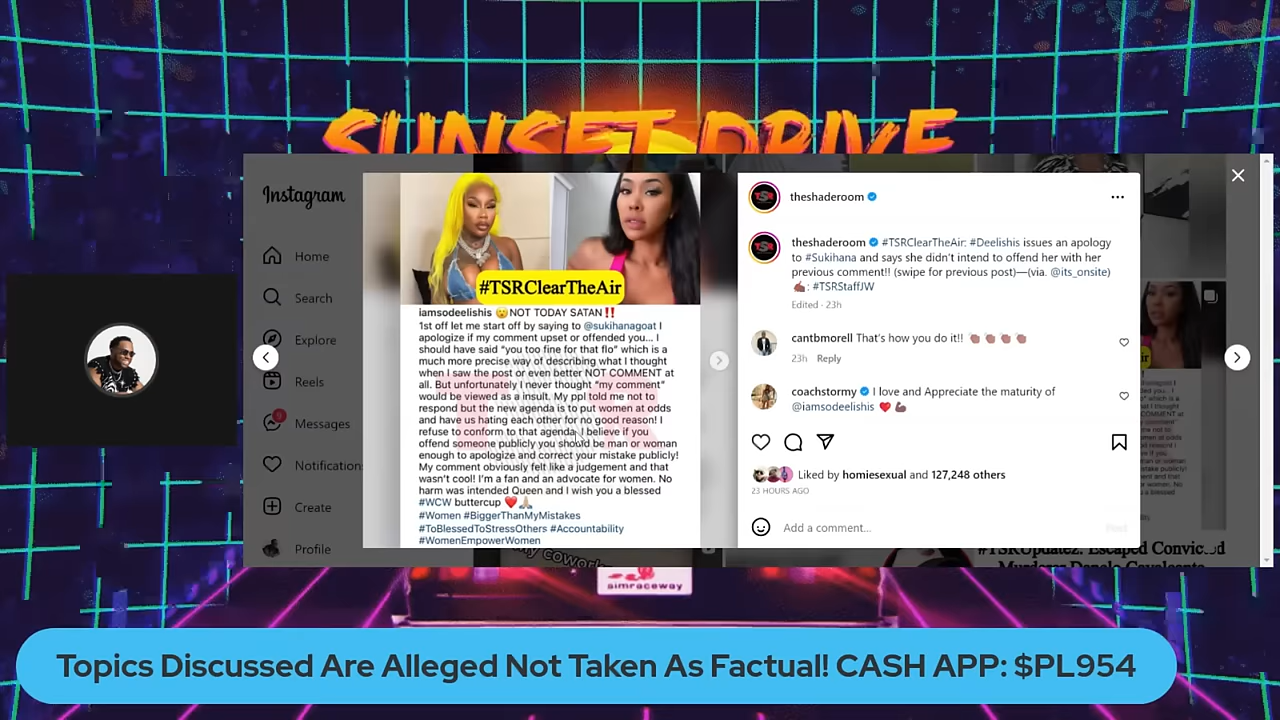 SUNSET DRIVE
Instagram
Home
Search
Explore
Reels
Messages
Notification
Create
Profile
#TSRClearTheAir
iamsodeelishis 😮NOT TODAY SATAN‼️
1st off let me start off by saying to @sukihanagoat I
apologize if my comment upset or offended you... I
should have said "you too fine for that flo" which is a
much more precise way of describing what I thought
when I saw the post or even better NOT COMMENT at
all. But unfortunately I never thought "my comment"
would be viewed as a insult. My ppl told me not to
respond but the new agenda is to put women at odds
and have us hating each other for no good reason! I
refuse to conform to that agenda. I believe if you
offend someone publicly you should be man or woman
enough to apologize and correct your mistake publicly!
My comment obviously felt like a judgement and that
wasn't cool! I'm a fan and an advocate for women. No
harm was intended Queen and I wish you a blessed
#WCW buttercup ❤️🙏🏼
#Women #BiggerThanMyMistakes
#ToBlessedToStressOthers #Accountability
#WomenEmpowerWomen
theshaderoom
theshaderoom #TSRClearTheAir: #Deelishis issues an apology
to #Sukihana and says she didn't intend to offend her with her
previous comment!! (swipe for previous post)—(via. @its_onsite)
✍🏾: #TSRStaffJW
Edited · 23h
cantbmorell That's how you do it!! 👏🏽👏🏽👏🏽👏🏽
23h Reply
coachstormy I love and Appreciate the maturity of
@iamsodeelishis ❤️ 💪🏾
Liked by homiesexual and 127,248 others
23 HOURS AGO
Add a comment...
Post
my coworker
#TSRUpdatez: Escaped Convic
simraceway
Topics Discussed Are Alleged Not Taken As Factual! CASH APP: $PL954